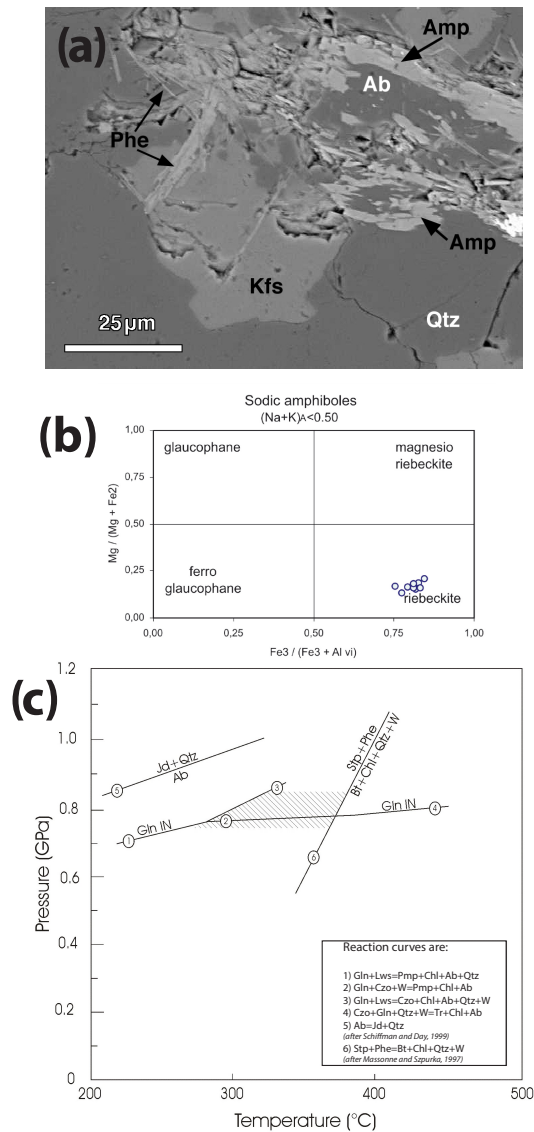 (a)
Amp
Ab
Phe
Amp
Kfs
Qtz
25µm
(b)
Sodic amphiboles
(Na+K)A<0.50
Mg / (Mg + Fe2)
1,00
0,75
0,50
0,25
0,00
glaucophane
magnesio
riebeckite
ferro
glaucophane
riebeckite
0,00 0,25 0,50 0,75 1,00
Fe3 / (Fe3 + Al vi)
(c)
Pressure (GPa)
1.2
1.0
0.8
0.6
0.4
0.2
0
Jd+Qtz
Ab
5
Gln IN
1
2
3
Stp+Phe
Bt+Chl+Qtz+W
Gln IN
4
6
Reaction curves are:
1) Gln+Lws=Pmp+Chl+Ab+Qtz
2) Gln+Czo+W=Pmp+Chl+Ab
3) Gln+Lws=Czo+Chl+Ab+Qtz+W
4) Czo+Gln+Qtz+W=Tr+Chl+Ab
5) Ab=Jd+Qtz
(after Schiffman and Day, 1999)
6) Stp+Phe=Bt+Chl+Qtz+W
(after Massonne and Szpurka, 1997)
200 300 400 500
Temperature (°C)